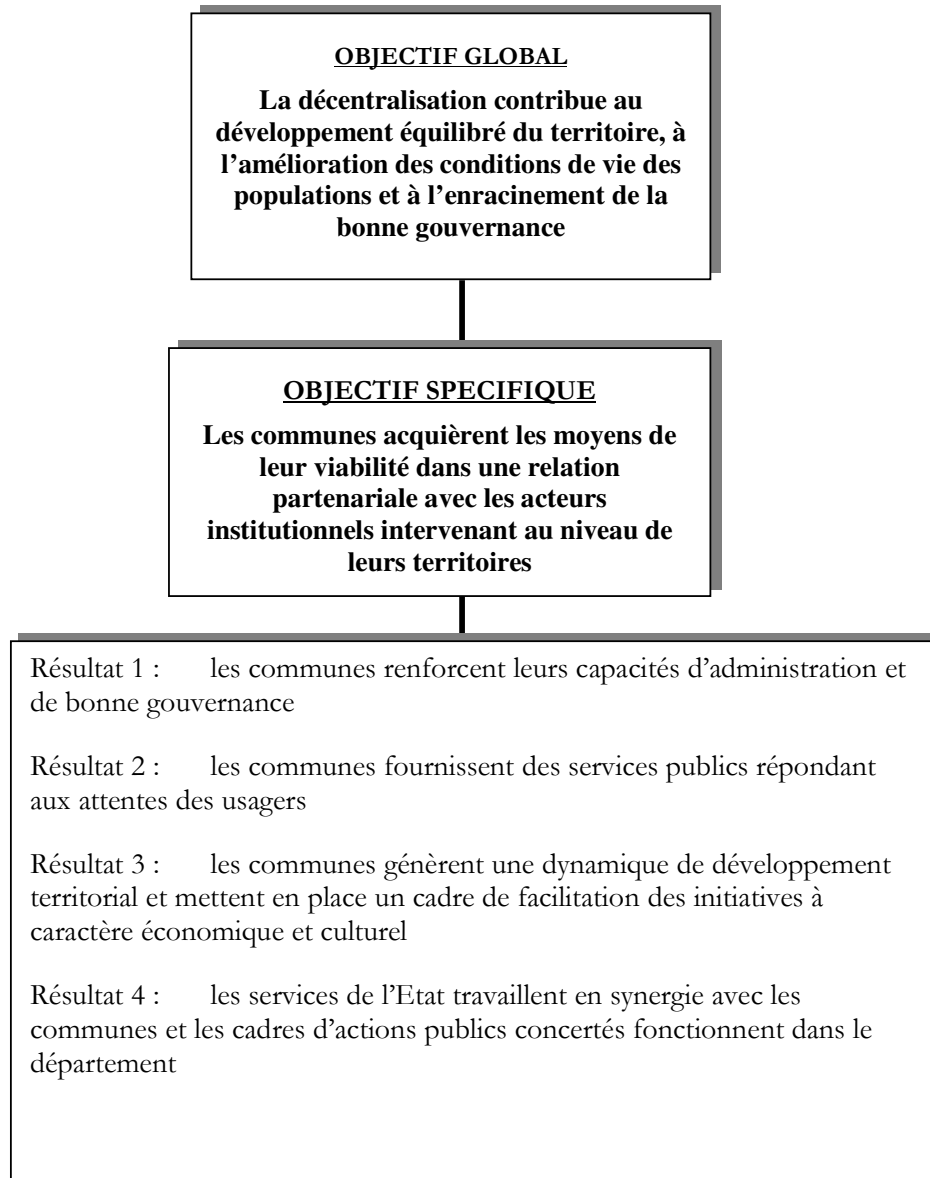 OBJECTIF GLOBAL
La décentralisation contribue au
développement équilibré du territoire, à
l’amélioration des conditions de vie des
populations et à l’enracinement de la
bonne gouvernance
OBJECTIF SPECIFIQUE
Les communes acquièrent les moyens de
leur viabilité dans une relation
partenariale avec les acteurs
institutionnels intervenant au niveau de
leurs territoires
Résultat 1 : les communes renforcent leurs capacités d’administration et
de bonne gouvernance
Résultat 2 : les communes fournissent des services publics répondant
aux attentes des usagers
Résultat 3 : les communes génèrent une dynamique de développement
territorial et mettent en place un cadre de facilitation des initiatives à
caractère économique et culturel
Résultat 4 : les services de l’Etat travaillent en synergie avec les
communes et les cadres d’actions publics concertés fonctionnent dans le
département